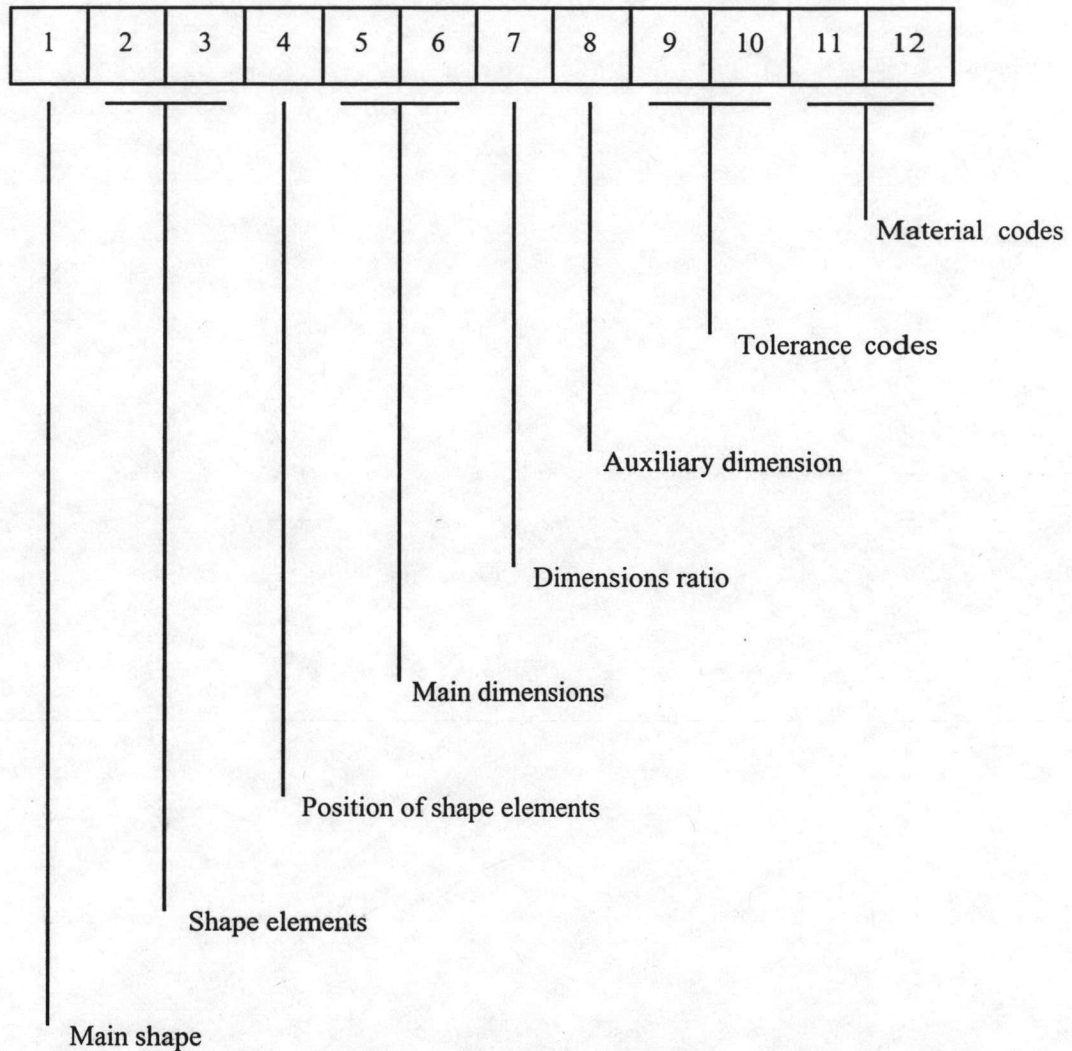 1 2 3 4 5 6 7 8 9 10 11 12
Material codes
Tolerance codes
Auxiliary dimension
Dimensions ratio
Main dimensions
Position of shape elements
Shape elements
Main shape